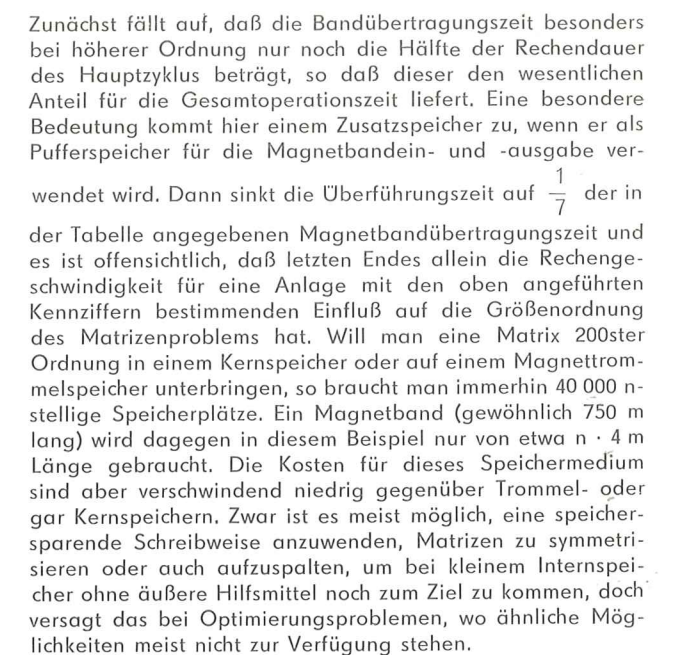 Zunächst fällt auf, daß die Bandübertragungszeit besonders
bei höherer Ordnung nur noch die Hälfte der Rechendauer
des Hauptzyklus beträgt, so daß dieser den wesentlichen
Anteil für die Gesamtoperationszeit liefert. Eine besondere
Bedeutung kommt hier einem Zusatzspeicher zu, wenn er als
Pufferspeicher für die Magnetbandein- und -ausgabe ver-
wendet wird. Dann sinkt die Überführungszeit auf 1/7 der in
der Tabelle angegebenen Magnetbandübertragungszeit und
es ist offensichtlich, daß letzten Endes allein die Rechenge-
schwindigkeit für eine Anlage mit den oben angeführten
Kennziffern bestimmenden Einfluß auf die Größenordnung
des Matrizenproblems hat. Will man eine Matrix 200ster
Ordnung in einem Kernspeicher oder auf einem Magnettrom-
melspeicher unterbringen, so braucht man immerhin 40 000 n-
stellige Speicherplätze. Ein Magnetband (gewöhnlich 750 m
lang) wird dagegen in diesem Beispiel nur von etwa n · 4 m
Länge gebraucht. Die Kosten für dieses Speichermedium
sind aber verschwindend niedrig gegenüber Trommel- oder
gar Kernspeichern. Zwar ist es meist möglich, eine speicher-
sparende Schreibweise anzuwenden, Matrizen zu symmetri-
sieren oder auch aufzuspalten, um bei kleinem Internspei-
cher ohne äußere Hilfsmittel noch zum Ziel zu kommen, doch
versagt das bei Optimierungsproblemen, wo ähnliche Mög-
lichkeiten meist nicht zur Verfügung stehen.